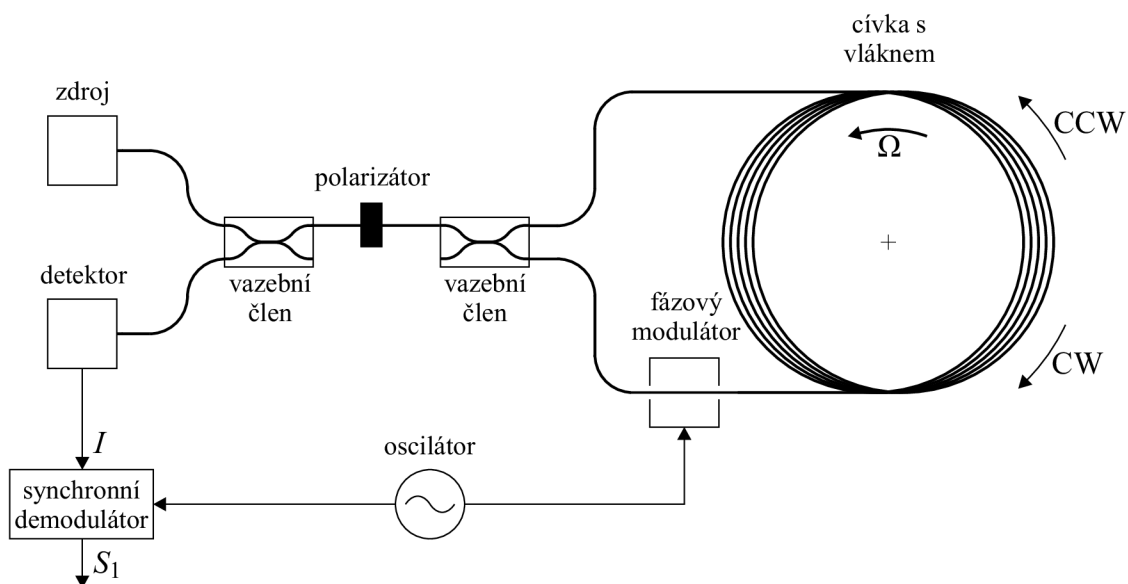 cívka s
vláknem
zdroj
CCW
Ω
polarizátor
detektor
vazební
člen
vazební
člen
fázový
modulátor
CW
I
oscilátor
synchronní
demodulátor
S1